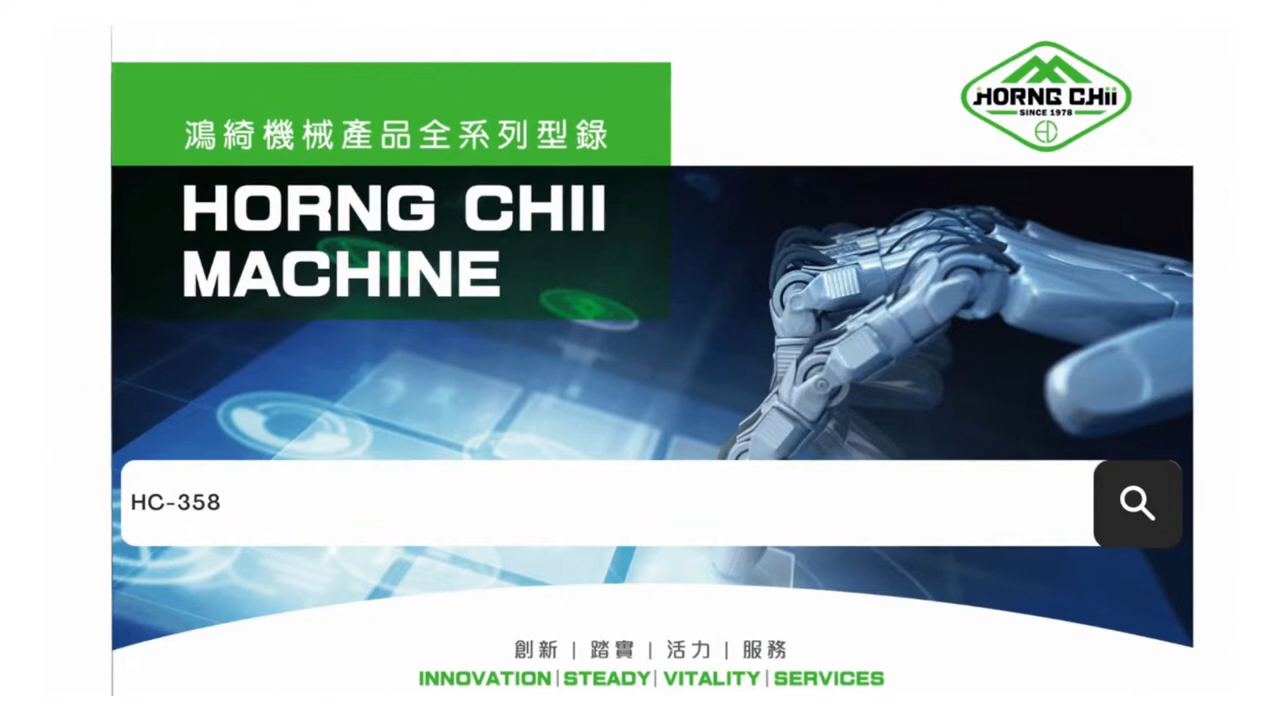 鴻綺機械產品全系列型錄
HORNG CHII
MACHINE
HORNG CHII
SINCE 1978
HC-358
創新 | 踏實 | 活力 | 服務
INNOVATION | STEADY | VITALITY | SERVICES